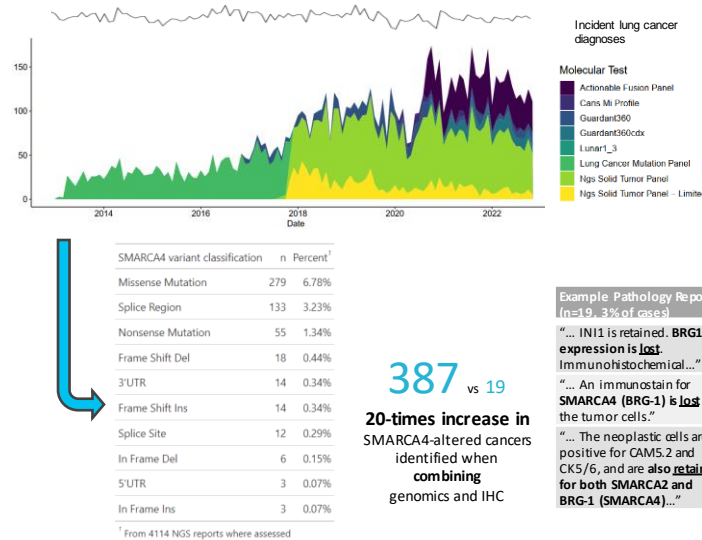 Incident lung cancer
diagnoses
150
100
50
0
2014 2016 2018 2020 2022
Date
Molecular Test
Actionable Fusion Panel
Caris Mi Profile
Guardant360
Guardant360cdx
Lunar1_3
Lung Cancer Mutation Panel
Ngs Solid Tumor Panel
Ngs Solid Tumor Panel – Limite
SMARCA4 variant classification n Percent†
Missense Mutation 279 6.78%
Splice Region 133 3.23%
Nonsense Mutation 55 1.34%
Frame Shift Del 18 0.44%
3'UTR 14 0.34%
Frame Shift Ins 14 0.34%
Splice Site 12 0.29%
In Frame Del 6 0.15%
5'UTR 3 0.07%
In Frame Ins 3 0.07%
† From 4114 NGS reports where assessed
387 vs 19
20-times increase in
SMARCA4-altered cancers
identified when
combining
genomics and IHC
Example Pathology Repo
(n=19, 3% of cases)
"... INI1 is retained. BRG1
expression is lost.
Immunohistochemical..."
"... An immunostain for
SMARCA4 (BRG-1) is lost
the tumor cells."
"... The neoplastic cells ar
positive for CAM5.2 and
CK5/6, and are also retain
for both SMARCA2 and
BRG-1 (SMARCA4)..."